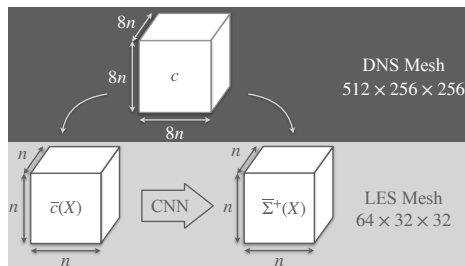 8n
8n
c
8n
DNS Mesh
512 × 256 × 256
n
n
c̅(X)
n
CNN
n
n
Σ̅⁺(X)
n
LES Mesh
64 × 32 × 32